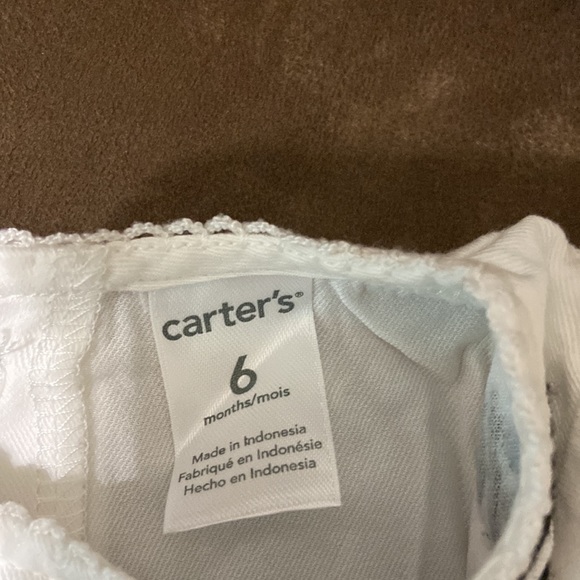 carter's®
6
months/mois
Made in Indonesia
Fabriqué en Indonésie
Hecho en Indonesia